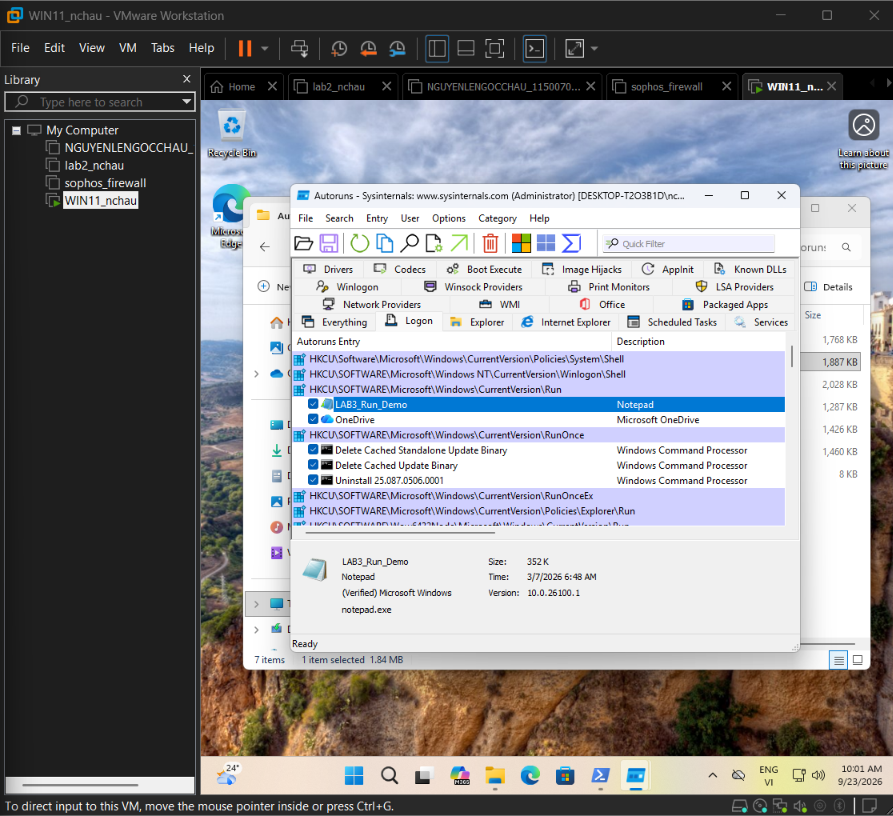 WIN11_nchau - VMware Workstation
File Edit View VM Tabs Help
Library
Type here to search
My Computer
NGUYENLENGOCCHAU_
lab2_nchau
sophos_firewall
WIN11_nchau
Home lab2_nchau NGUYENLENGOCCHAU_1150070... sophos_firewall WIN11_n...
Recycle Bin
Learn about
this picture
Edge
Details
Size
1,768 KB
1,887 KB
2,028 KB
1,287 KB
1,426 KB
1,460 KB
8 KB
7 items 1 item selected 1.84 MB
Autoruns - Sysinternals: www.sysinternals.com (Administrator) [DESKTOP-T2O3B1D\nc...
File Search Entry User Options Category Help
Quick Filter
Drivers Codecs Boot Execute Image Hijacks AppInit Known DLLs
Winlogon Winsock Providers Print Monitors LSA Providers
Network Providers WMI Office Packaged Apps
Everything Logon Explorer Internet Explorer Scheduled Tasks Services
Autoruns Entry Description
HKCU\Software\Microsoft\Windows\CurrentVersion\Policies\System\Shell
HKCU\SOFTWARE\Microsoft\Windows NT\CurrentVersion\Winlogon\Shell
HKCU\SOFTWARE\Microsoft\Windows\CurrentVersion\Run
LAB3_Run_Demo Notepad
OneDrive Microsoft OneDrive
HKCU\SOFTWARE\Microsoft\Windows\CurrentVersion\RunOnce
Delete Cached Standalone Update Binary Windows Command Processor
Delete Cached Update Binary Windows Command Processor
Uninstall 25.087.0506.0001 Windows Command Processor
HKCU\SOFTWARE\Microsoft\Windows\CurrentVersion\RunOnceEx
HKCU\SOFTWARE\Microsoft\Windows\CurrentVersion\Policies\Explorer\Run
LAB3_Run_Demo Size: 352 K
Notepad Time: 3/7/2026 6:48 AM
(Verified) Microsoft Windows Version: 10.0.26100.1
notepad.exe
Ready
24°
ENG
VI
10:01 AM
9/23/2026
To direct input to this VM, move the mouse pointer inside or press Ctrl+G.